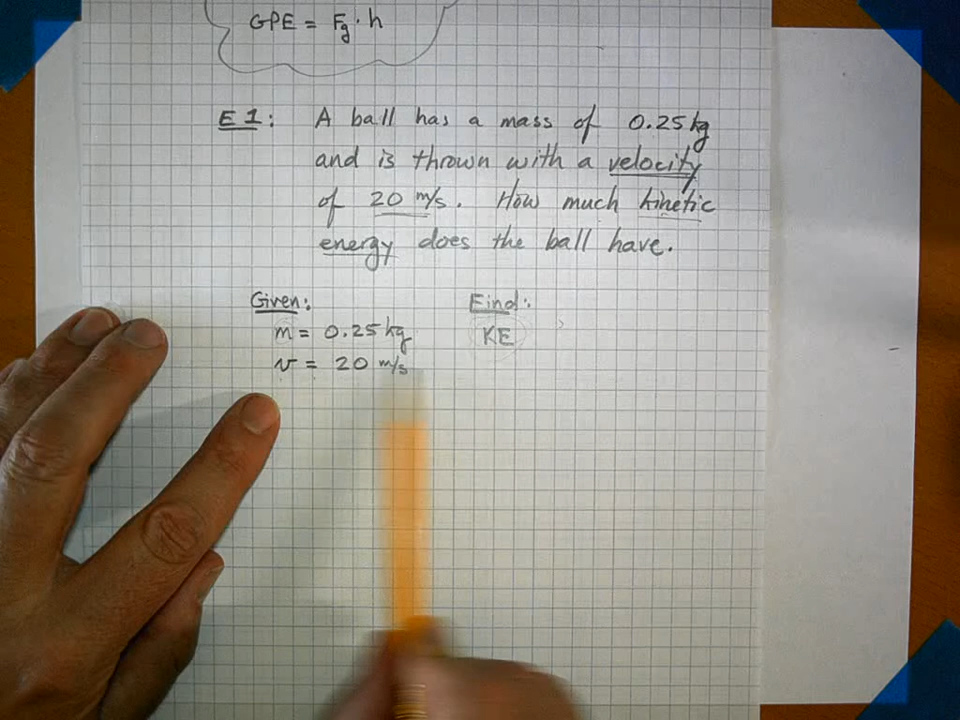 GPE = Fg · h
E1: A ball has a mass of 0.25 kg
and is thrown with a velocity
of 20 m/s. How much kinetic
energy does the ball have.
Given: Find:
m = 0.25 kg KE
v = 20 m/s